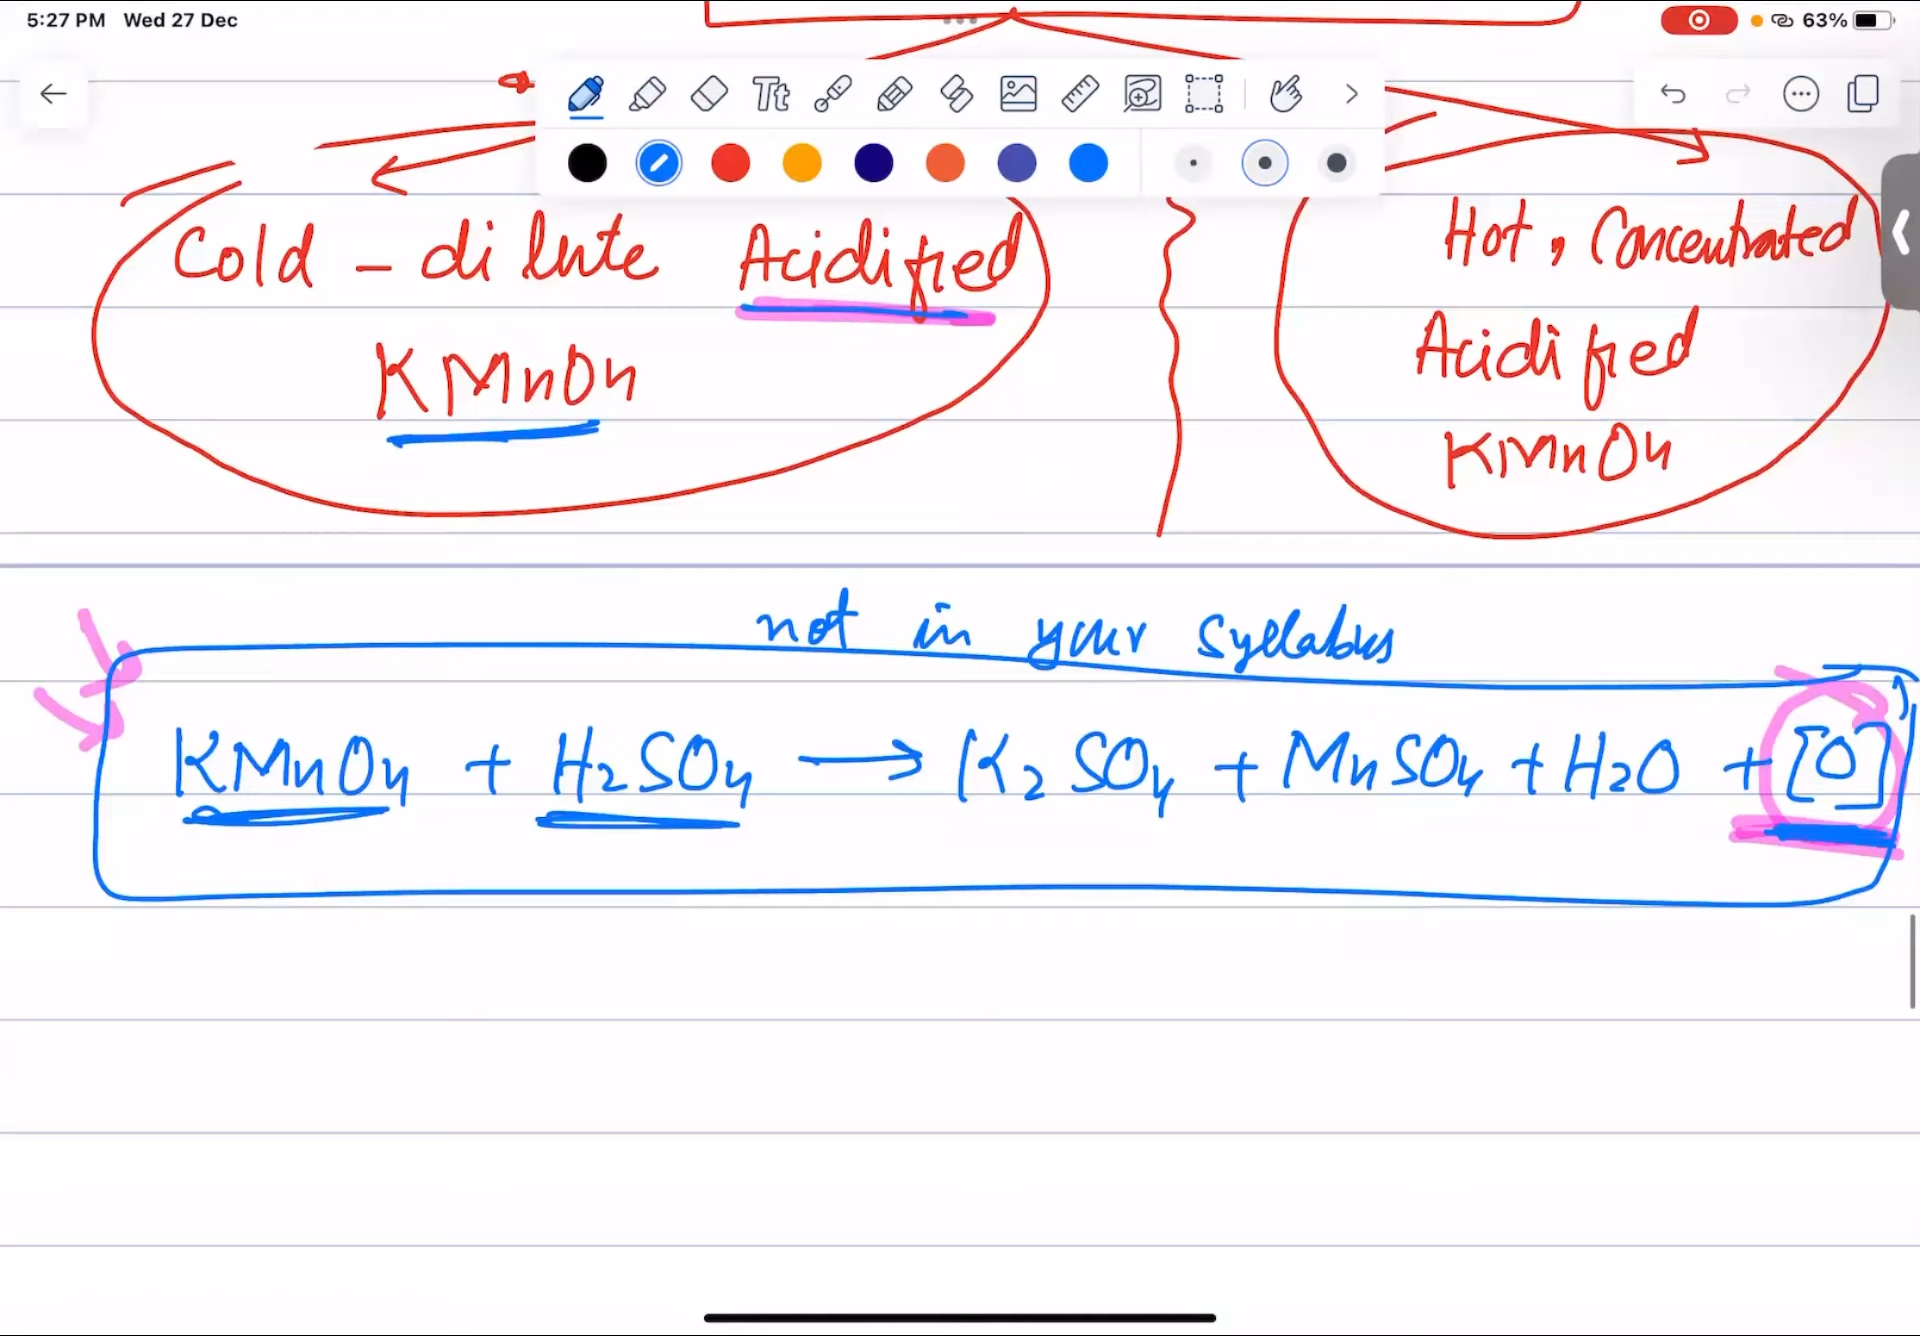 5:27 PM Wed 27 Dec
63%
Tt
Cold - dilute Acidified
KMnO4
Hot, Concentrated
Acidified
KMnO4
not in your syllabus
KMnO4 + H2SO4 → K2SO4 + MnSO4 + H2O + [O]